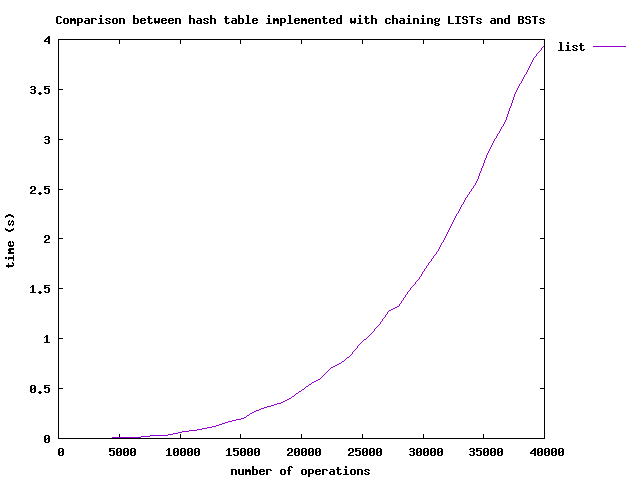 Comparison between hash table implemented with chaining LISTs and BSTs
list
4
3.5
3
2.5
2
1.5
1
0.5
0
time (s)
0 5000 10000 15000 20000 25000 30000 35000 40000
number of operations